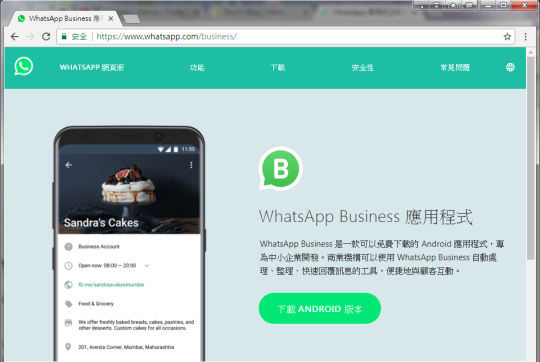 WhatsApp Business 應
安全 https://www.whatsapp.com/business/
WHATSAPP 網頁版 功能 下載 安全性 常見問題
11:50
Sandra's Cakes
Business Account
Open now: 08:00 – 20:00
fb.me/sandrascakesmumbai
Food & Grocery
We offer freshly baked breads, cakes, pastries, and
other desserts. Custom cakes for all occasions.
201, Arenia Corner, Mumbai, Maharashtra
B
WhatsApp Business 應用程式
WhatsApp Business 是一款可以免費下載的 Android 應用程式，專
為中小企業開發。商業機構可以使用 WhatsApp Business 自動處
理、整理、快速回覆訊息的工具，便捷地與顧客互動。
下載 ANDROID 版本